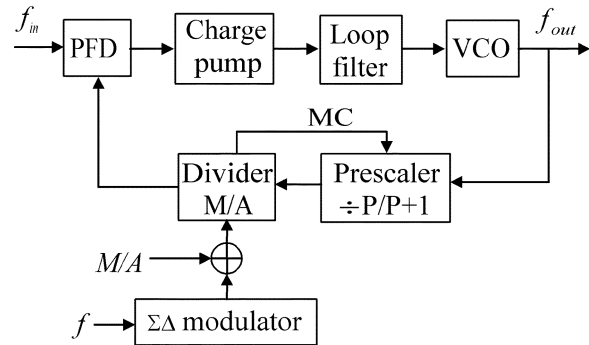 f_in
PFD
Charge
pump
Loop
filter
VCO
f_out
MC
Divider
M/A
Prescaler
÷P/P+1
M/A
f
ΣΔ modulator